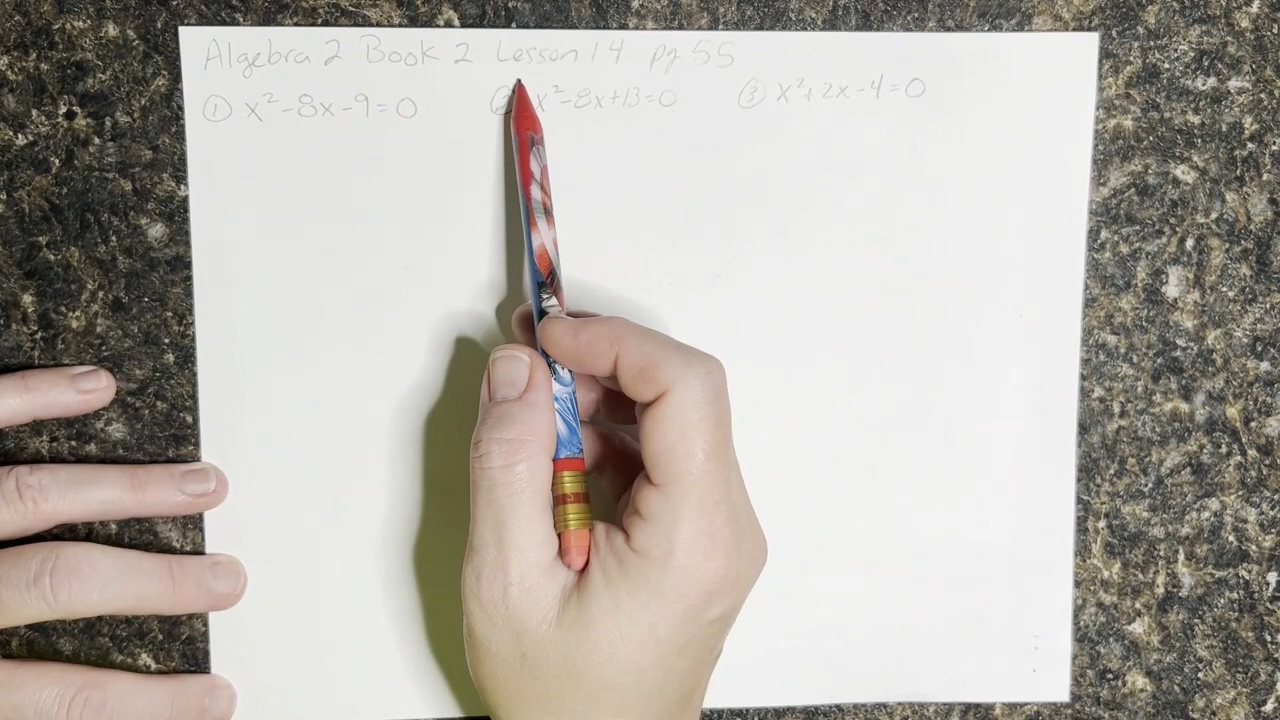 Algebra 2 Book 2 Lesson 14 pg 55
① x²-8x-9=0 ② x²-8x+13=0 ③ x²+2x-4=0